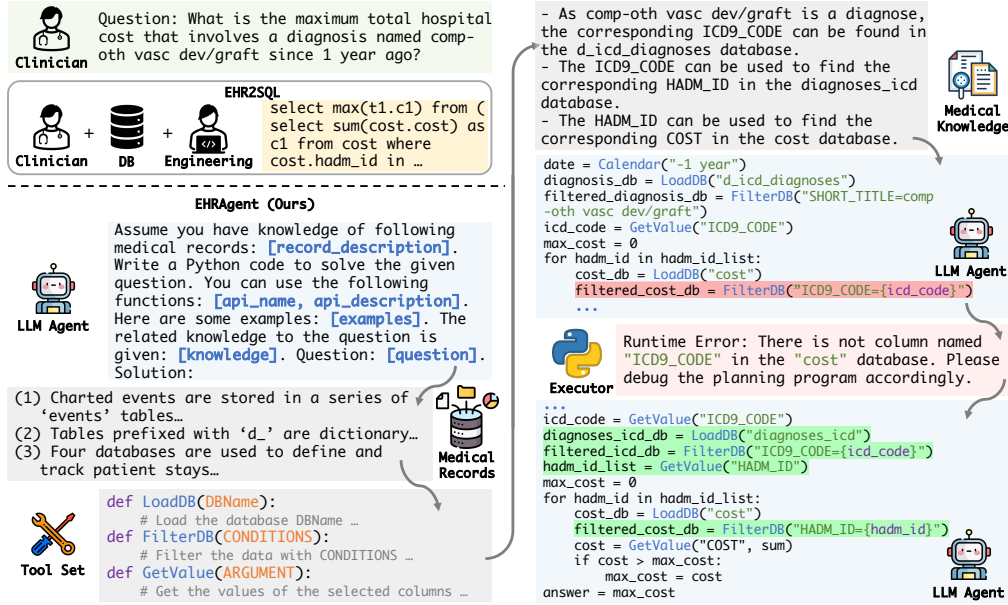 Question: What is the maximum total hospital
cost that involves a diagnosis named comp-
oth vasc dev/graft since 1 year ago?
Clinician
EHR2SQL
Clinician
+
DB
+
Engineering
select max(t1.c1) from (
select sum(cost.cost) as
c1 from cost where
cost.hadm_id in …
EHRAgent (Ours)
LLM Agent
Assume you have knowledge of following
medical records: [record_description].
Write a Python code to solve the given
question. You can use the following
functions: [api_name, api_description].
Here are some examples: [examples]. The
related knowledge to the question is
given: [knowledge]. Question: [question].
Solution:
(1) Charted events are stored in a series of
‘events’ tables…
(2) Tables prefixed with ‘d_’ are dictionary…
(3) Four databases are used to define and
track patient stays…
Medical
Records
Tool Set
def LoadDB(DBName):
# Load the database DBName …
def FilterDB(CONDITIONS):
# Filter the data with CONDITIONS …
def GetValue(ARGUMENT):
# Get the values of the selected columns …
- As comp-oth vasc dev/graft is a diagnose,
the corresponding ICD9_CODE can be found in
the d_icd_diagnoses database.
- The ICD9_CODE can be used to find the
corresponding HADM_ID in the diagnoses_icd
database.
- The HADM_ID can be used to find the
corresponding COST in the cost database.
Medical
Knowledge
date = Calendar("-1 year")
diagnosis_db = LoadDB("d_icd_diagnoses")
filtered_diagnosis_db = FilterDB("SHORT_TITLE=comp
-oth vasc dev/graft")
icd_code = GetValue("ICD9_CODE")
max_cost = 0
for hadm_id in hadm_id_list:
cost_db = LoadDB("cost")
filtered_cost_db = FilterDB("ICD9_CODE={icd_code}")
...
LLM Agent
Executor
Runtime Error: There is not column named
"ICD9_CODE" in the "cost" database. Please
debug the planning program accordingly.
...
icd_code = GetValue("ICD9_CODE")
diagnoses_icd_db = LoadDB("diagnoses_icd")
filtered_icd_db = FilterDB("ICD9_CODE={icd_code}")
hadm_id_list = GetValue("HADM_ID")
max_cost = 0
for hadm_id in hadm_id_list:
cost_db = LoadDB("cost")
filtered_cost_db = FilterDB("HADM_ID={hadm_id}")
cost = GetValue("COST", sum)
if cost > max_cost:
max_cost = cost
answer = max_cost
LLM Agent